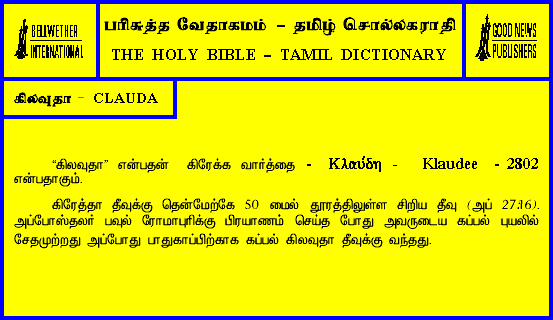 BELLWETHER
INTERNATIONAL
பரிசுத்த வேதாகமம் – தமிழ் சொல்லகராதி
THE HOLY BIBLE – TAMIL DICTIONARY
GOOD NEWS
PUBLISHERS
கிலவுதா – CLAUDA
“கிலவுதா” என்பதன் கிரேக்க வார்த்தை - Κλαύδη - Klaudee - 2802
என்பதாகும்.
கிரேத்தா தீவுக்கு தென்மேற்கே 50 மைல் தூரத்திலுள்ள சிறிய தீவு (அப் 27:16).
அப்போஸ்தலர் பவுல் ரோமாபுரிக்கு பிரயாணம் செய்த போது அவருடைய கப்பல் புயலில்
சேதமுற்றது அப்போது பாதுகாப்பிற்காக கப்பல் கிலவுதா தீவுக்கு வந்தது.